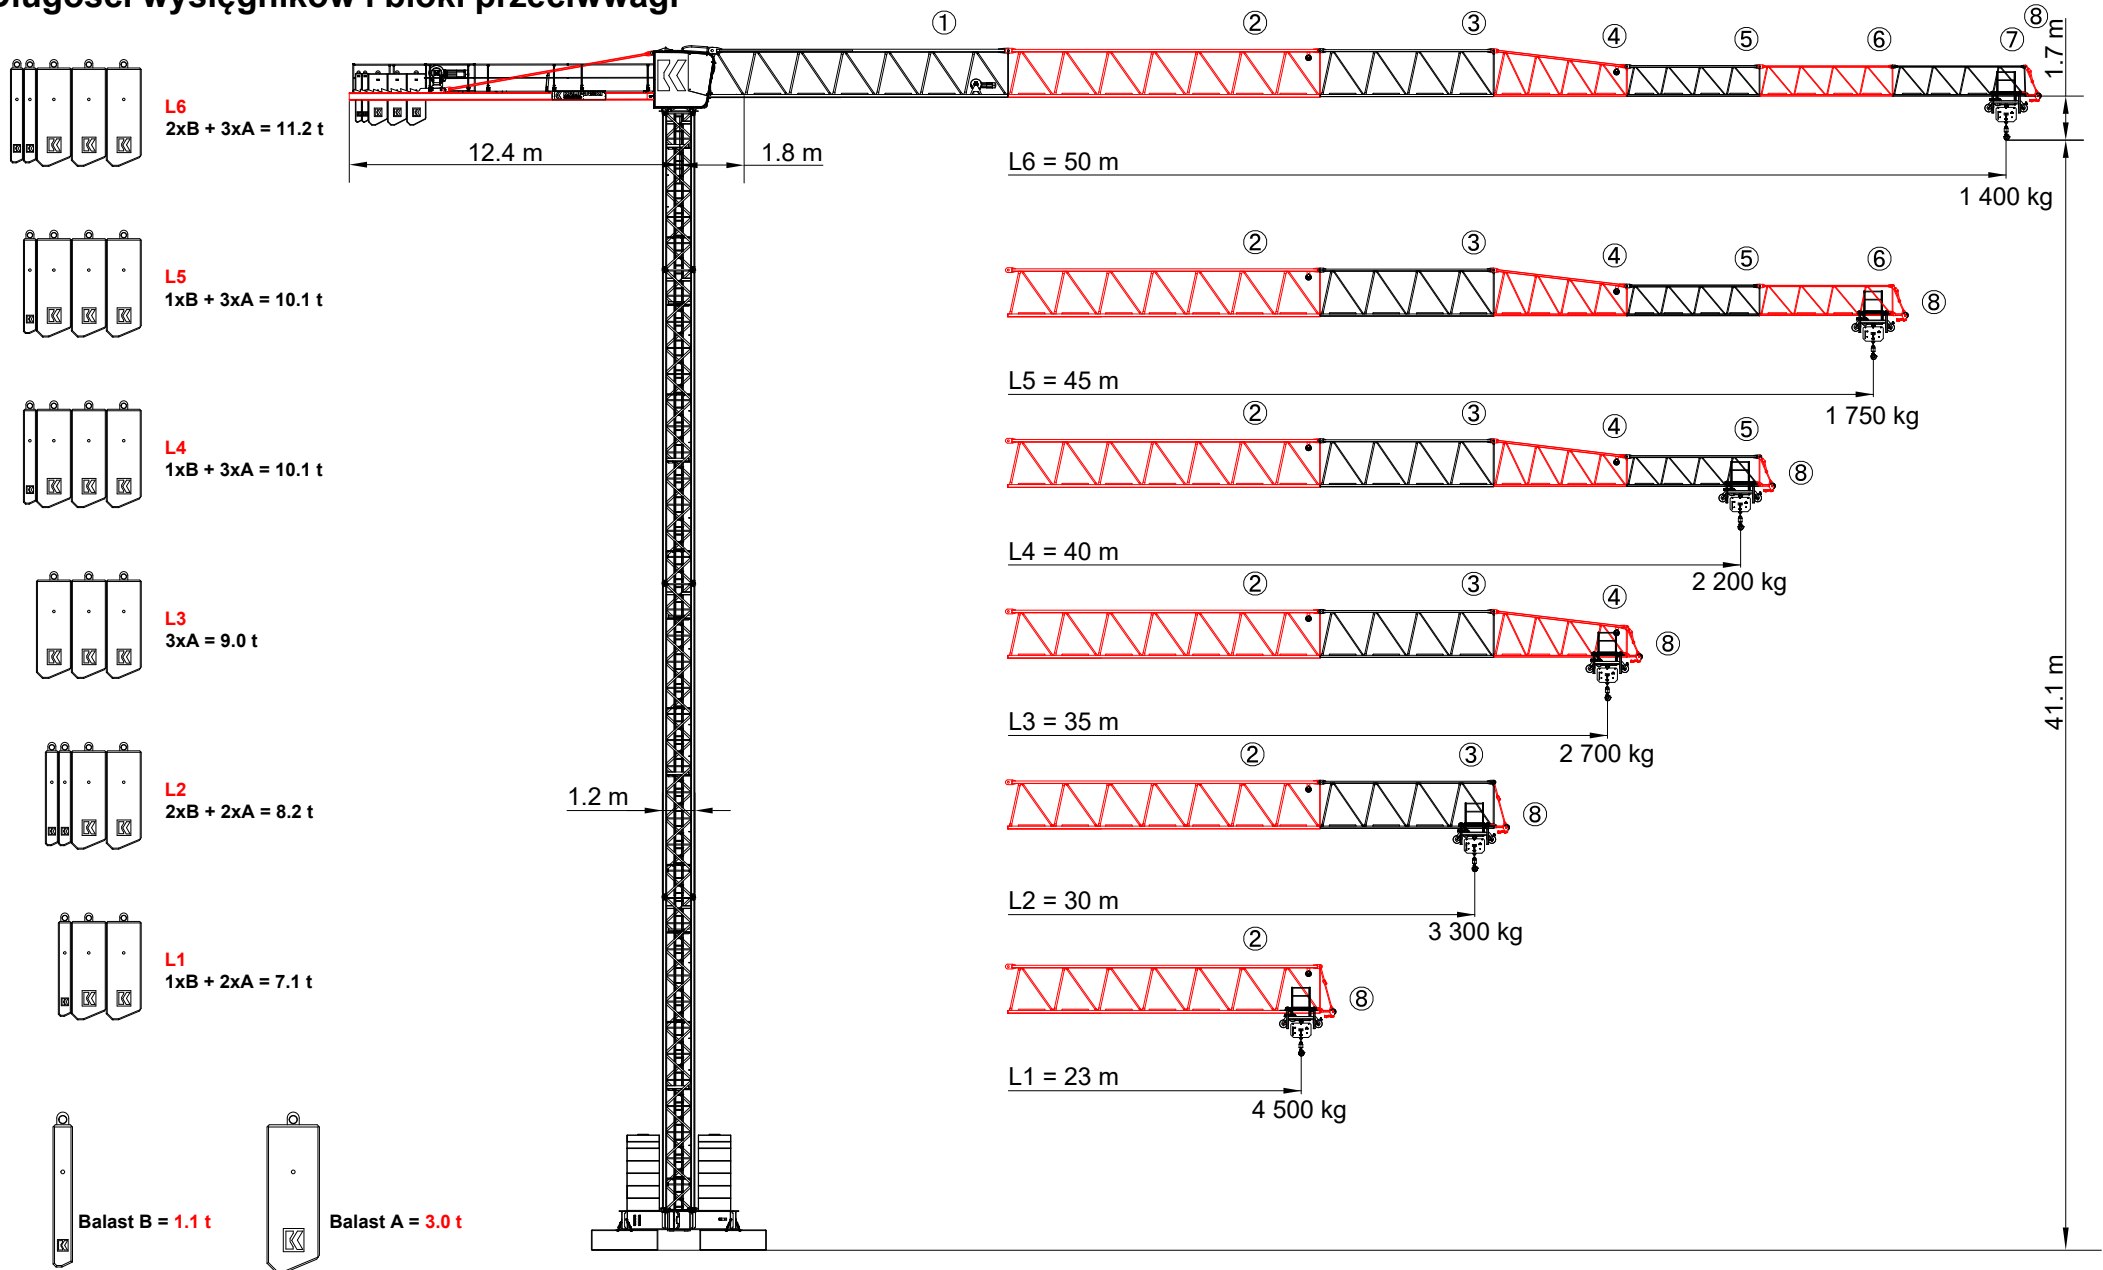 Długości wysięgników i bloki przeciwwagi
① ② ③ ④ ⑤ ⑥ ⑦ ⑧
1.7 m
L6
2xB + 3xA = 11.2 t
12.4 m
1.8 m
L6 = 50 m
1 400 kg
② ③ ④ ⑤ ⑥ ⑧
L5
1xB + 3xA = 10.1 t
L5 = 45 m
1 750 kg
② ③ ④ ⑤ ⑧
L4
1xB + 3xA = 10.1 t
L4 = 40 m
2 200 kg
② ③ ④ ⑧
L3
3xA = 9.0 t
L3 = 35 m
2 700 kg
41.1 m
② ③ ⑧
L2
2xB + 2xA = 8.2 t
1.2 m
L2 = 30 m
3 300 kg
② ⑧
L1
1xB + 2xA = 7.1 t
L1 = 23 m
4 500 kg
Balast B = 1.1 t
Balast A = 3.0 t